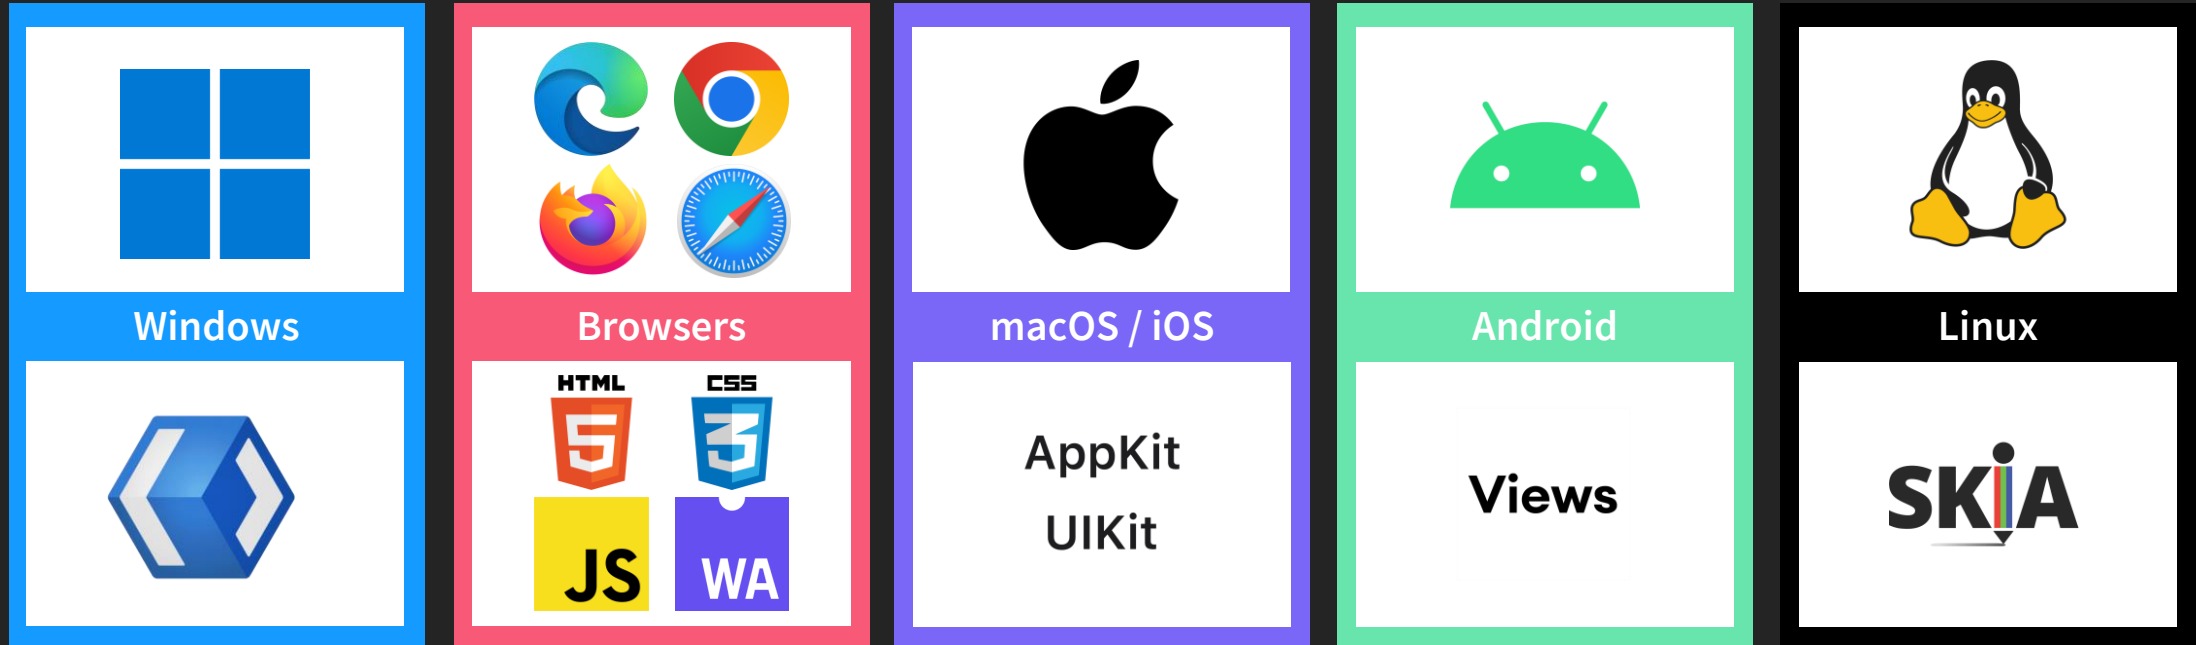 Windows
Browsers
macOS / iOS
Android
Linux
HTML
CSS
5
3
JS
WA
AppKit
UIKit
Views
SKiA